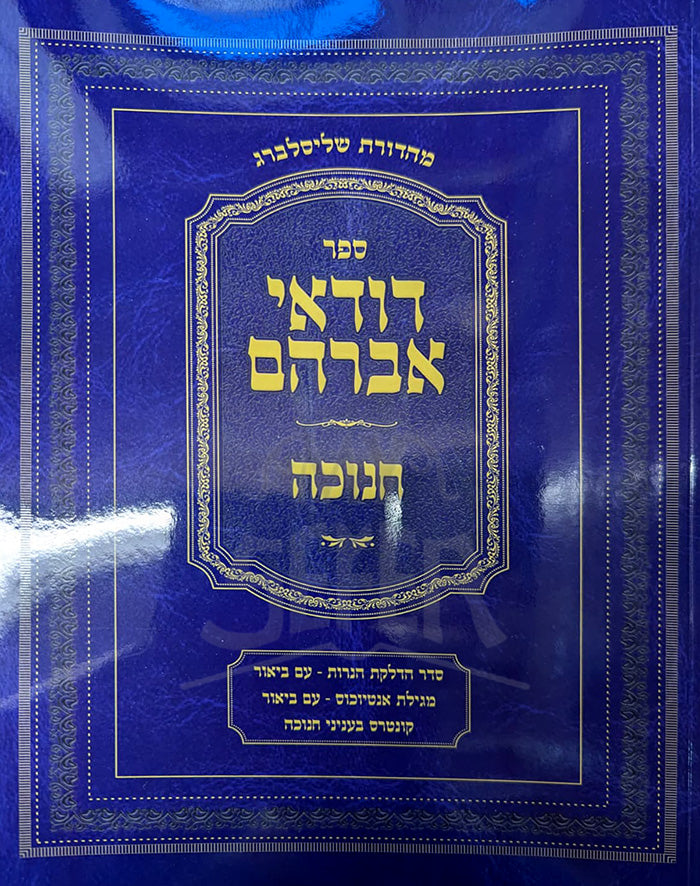 מהדורת שליסלברג
ספר
דודאי
אברהם
חנוכה
סדר הדלקת הנרות - עם ביאור
מגילת אנטיוכוס - עם ביאור
קונטרס בעניני חנוכה